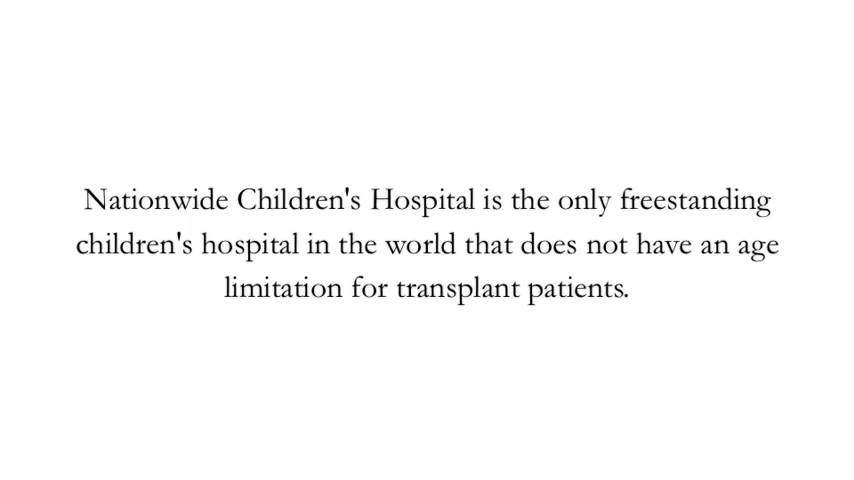 Nationwide Children's Hospital is the only freestanding
children's hospital in the world that does not have an age
limitation for transplant patients.